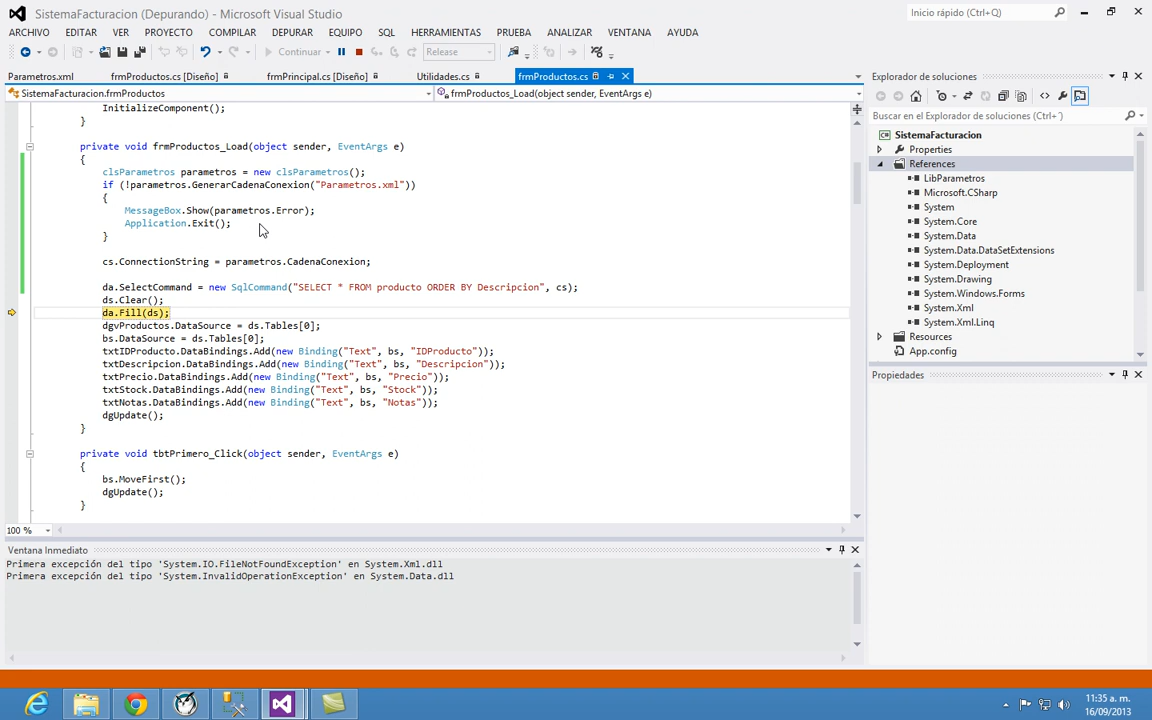 SistemaFacturacion (Depurando) - Microsoft Visual Studio
Inicio rápido (Ctrl+Q)
ARCHIVO EDITAR VER PROYECTO COMPILAR DEPURAR EQUIPO SQL HERRAMIENTAS PRUEBA ANALIZAR VENTANA AYUDA
Continuar Release
Parametros.xml frmProductos.cs [Diseño] frmPrincipal.cs [Diseño] Utilidades.cs frmProductos.cs
SistemaFacturacion.frmProductos frmProductos_Load(object sender, EventArgs e)
InitializeComponent();
}
private void frmProductos_Load(object sender, EventArgs e)
{
clsParametros parametros = new clsParametros();
if (!parametros.GenerarCadenaConexion("Parametros.xml"))
{
MessageBox.Show(parametros.Error);
Application.Exit();
}
cs.ConnectionString = parametros.CadenaConexion;
da.SelectCommand = new SqlCommand("SELECT * FROM producto ORDER BY Descripcion", cs);
ds.Clear();
da.Fill(ds);
dgvProductos.DataSource = ds.Tables[0];
bs.DataSource = ds.Tables[0];
txtIDProducto.DataBindings.Add(new Binding("Text", bs, "IDProducto"));
txtDescripcion.DataBindings.Add(new Binding("Text", bs, "Descripcion"));
txtPrecio.DataBindings.Add(new Binding("Text", bs, "Precio"));
txtStock.DataBindings.Add(new Binding("Text", bs, "Stock"));
txtNotas.DataBindings.Add(new Binding("Text", bs, "Notas"));
dgUpdate();
}
private void tbtPrimero_Click(object sender, EventArgs e)
{
bs.MoveFirst();
dgUpdate();
}
100 %
Ventana Inmediato
Primera excepción del tipo 'System.IO.FileNotFoundException' en System.Xml.dll
Primera excepción del tipo 'System.InvalidOperationException' en System.Data.dll
Explorador de soluciones
Buscar en el Explorador de soluciones (Ctrl+¨)
SistemaFacturacion
Properties
References
LibParametros
Microsoft.CSharp
System
System.Core
System.Data
System.Data.DataSetExtensions
System.Deployment
System.Drawing
System.Windows.Forms
System.Xml
System.Xml.Linq
Resources
App.config
Propiedades
11:35 a. m.
16/09/2013